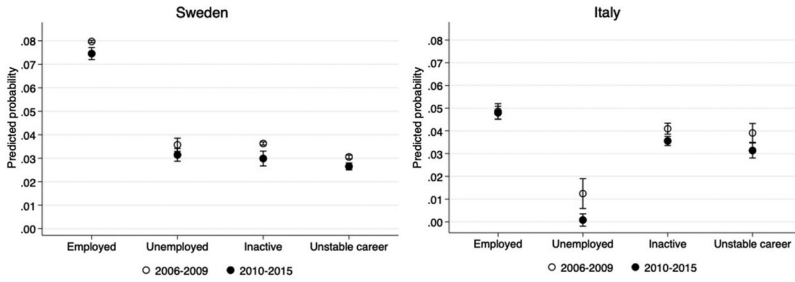 Sweden
Predicted probability
.08
.07
.06
.05
.04
.03
.02
.01
.00
Employed Unemployed Inactive Unstable career
○ 2006-2009 ● 2010-2015
Italy
Predicted probability
.08
.07
.06
.05
.04
.03
.02
.01
.00
Employed Unemployed Inactive Unstable career
○ 2006-2009 ● 2010-2015